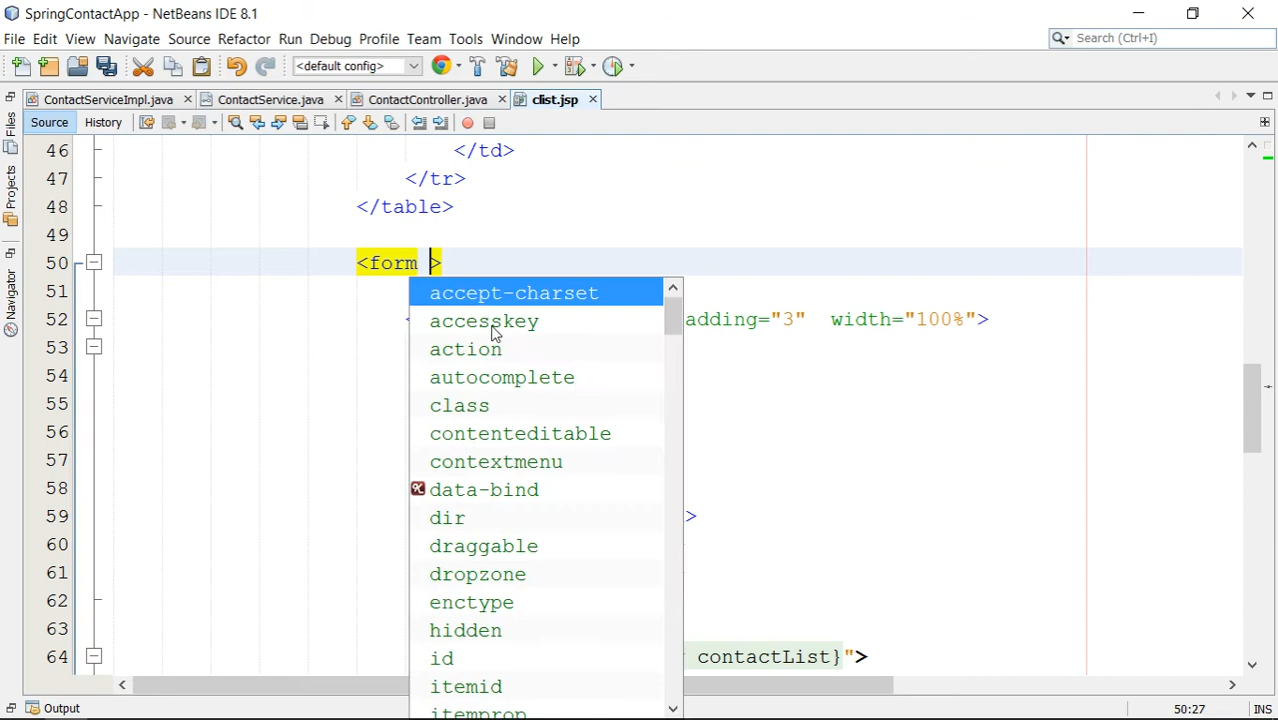 SpringContactApp - NetBeans IDE 8.1
File Edit View Navigate Source Refactor Run Debug Profile Team Tools Window Help
Search (Ctrl+I)
<default config>
ContactServiceImpl.java
ContactService.java
ContactController.java
clist.jsp
Source History
Files
Projects
Navigator
46 </td>
47 </tr>
48 </table>
49
50 <form >
51
52 adding="3" width="100%">
53
54
55
56
57
58
59 >
60
61
62
63
64 contactList}">
accept-charset
accesskey
action
autocomplete
class
contenteditable
contextmenu
data-bind
dir
draggable
dropzone
enctype
hidden
id
itemid
itemprop
Output
50:27
INS